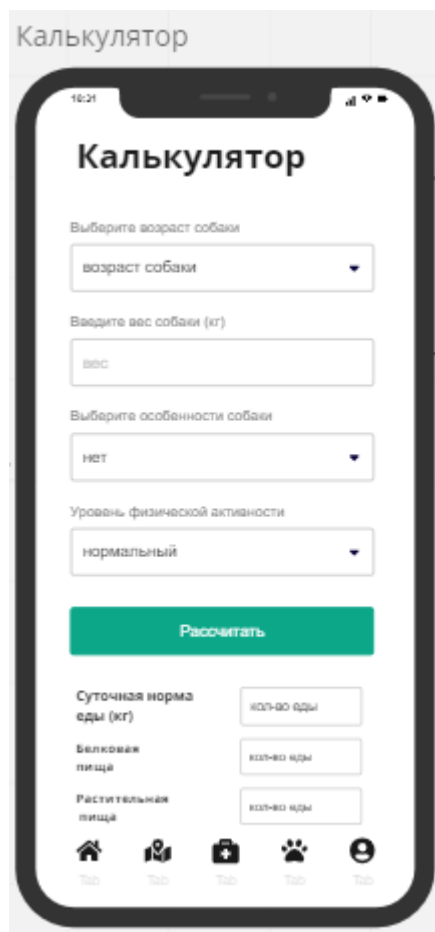 Калькулятор
10:21
Калькулятор
Выберите возраст собаки
возраст собаки
Введите вес собаки (кг)
вес
Выберите особенности собаки
нет
Уровень физической активности
нормальный
Рассчитать
Суточная норма
еды (кг)
кол-во еды
Белковая
пища
кол-во еды
Растительная
пища
кол-во еды
Tab Tab Tab Tab Tab